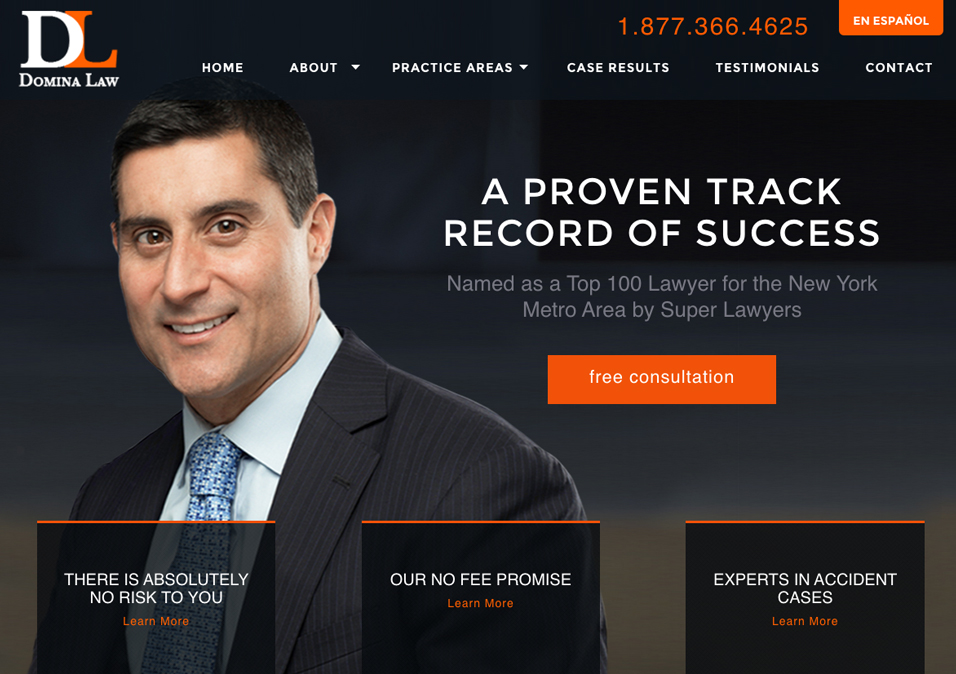 DL
DOMINA LAW
1.877.366.4625
EN ESPAÑOL
HOME
ABOUT
PRACTICE AREAS
CASE RESULTS
TESTIMONIALS
CONTACT
A PROVEN TRACK
RECORD OF SUCCESS
Named as a Top 100 Lawyer for the New York
Metro Area by Super Lawyers
free consultation
THERE IS ABSOLUTELY
NO RISK TO YOU
Learn More
OUR NO FEE PROMISE
Learn More
EXPERTS IN ACCIDENT
CASES
Learn More